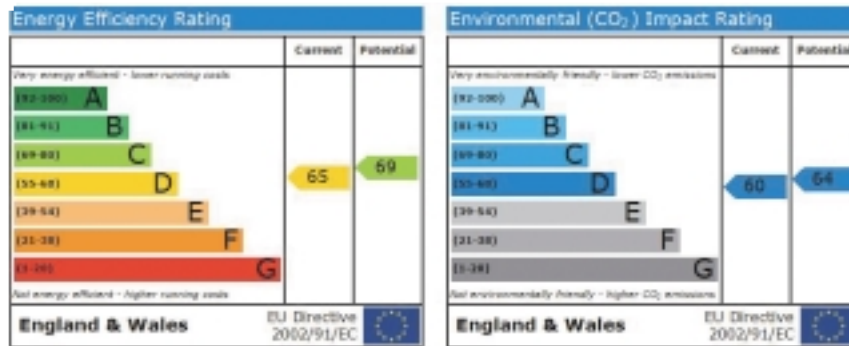 Energy Efficiency Rating
Current Potential
Very energy efficient - lower running costs
(92-100) A
(81-91) B
(69-80) C
(55-68) D
(39-54) E
(21-38) F
(1-20) G
65
69
Not energy efficient - higher running costs
England & Wales
EU Directive
2002/91/EC
Environmental (CO₂) Impact Rating
Current Potential
Very environmentally friendly - lower CO₂ emissions
(92-100) A
(81-91) B
(69-80) C
(55-68) D
(39-54) E
(21-38) F
(1-20) G
60
64
Not environmentally friendly - higher CO₂ emissions
England & Wales
EU Directive
2002/91/EC